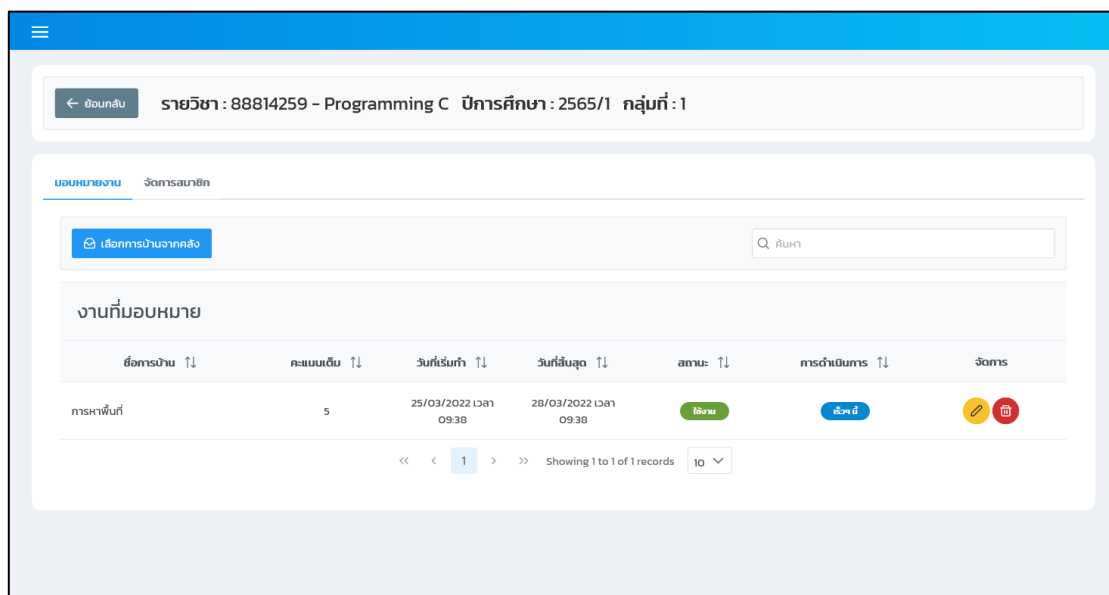 ย้อนกลับ รายวิชา : 88814259 - Programming C ปีการศึกษา : 2565/1 กลุ่มที่ : 1
มอบหมายงาน จัดการสมาชิก
เลือกการบ้านจากคลัง ค้นหา
งานที่มอบหมาย
ชื่อการบ้าน คะแนนเต็ม วันที่เริ่มทำ วันที่สิ้นสุด สถานะ การดำเนินการ จัดการ
การหาพื้นที่ 5 25/03/2022 เวลา 09:38 28/03/2022 เวลา 09:38 ใช้งาน เร็วๆ นี้
1 Showing 1 to 1 of 1 records 10